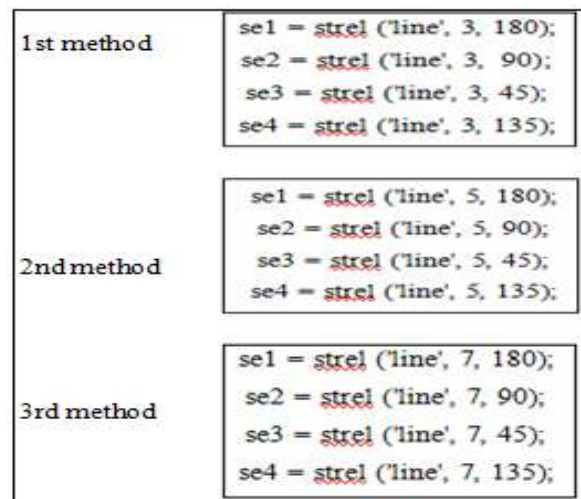 1st method
se1 = strel ('line', 3, 180);
se2 = strel ('line', 3, 90);
se3 = strel ('line', 3, 45);
se4 = strel ('line', 3, 135);
2nd method
se1 = strel ('line', 5, 180);
se2 = strel ('line', 5, 90);
se3 = strel ('line', 5, 45);
se4 = strel ('line', 5, 135);
3rd method
se1 = strel ('line', 7, 180);
se2 = strel ('line', 7, 90);
se3 = strel ('line', 7, 45);
se4 = strel ('line', 7, 135);